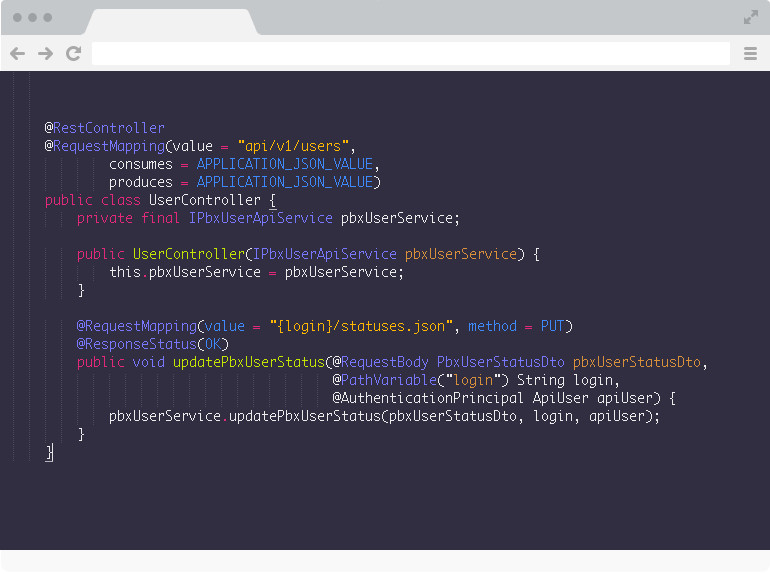 @RestController
@RequestMapping(value = "api/v1/users",
consumes = APPLICATION_JSON_VALUE,
produces = APPLICATION_JSON_VALUE)
public class UserController {
private final IPbxUserApiService pbxUserService;
public UserController(IPbxUserApiService pbxUserService) {
this.pbxUserService = pbxUserService;
}
@RequestMapping(value = "{login}/statuses.json", method = PUT)
@ResponseStatus(OK)
public void updatePbxUserStatus(@RequestBody PbxUserStatusDto pbxUserStatusDto,
@PathVariable("login") String login,
@AuthenticationPrincipal ApiUser apiUser) {
pbxUserService.updatePbxUserStatus(pbxUserStatusDto, login, apiUser);
}
}